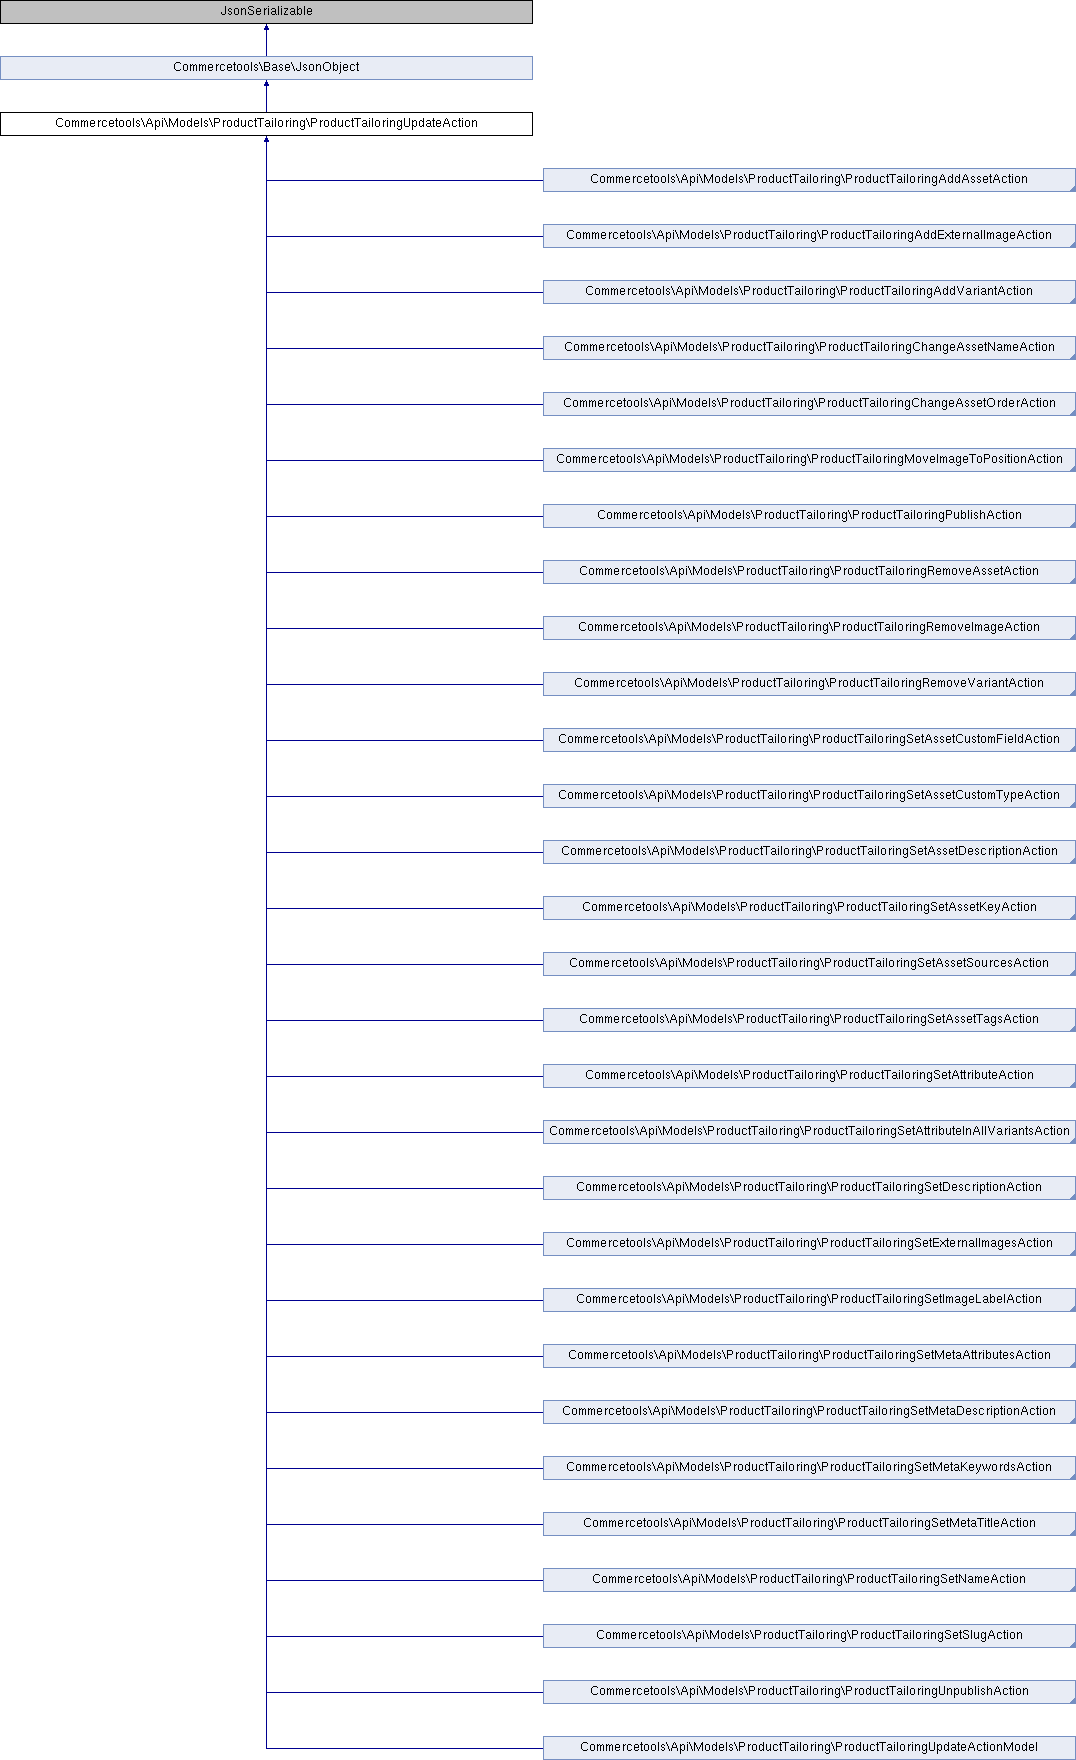 JsonSerializable
Commercetools\Base\JsonObject
Commercetools\Api\Models\ProductTailoring\ProductTailoringUpdateAction
Commercetools\Api\Models\ProductTailoring\ProductTailoringAddAssetAction
Commercetools\Api\Models\ProductTailoring\ProductTailoringAddExternalImageAction
Commercetools\Api\Models\ProductTailoring\ProductTailoringAddVariantAction
Commercetools\Api\Models\ProductTailoring\ProductTailoringChangeAssetNameAction
Commercetools\Api\Models\ProductTailoring\ProductTailoringChangeAssetOrderAction
Commercetools\Api\Models\ProductTailoring\ProductTailoringMoveImageToPositionAction
Commercetools\Api\Models\ProductTailoring\ProductTailoringPublishAction
Commercetools\Api\Models\ProductTailoring\ProductTailoringRemoveAssetAction
Commercetools\Api\Models\ProductTailoring\ProductTailoringRemoveImageAction
Commercetools\Api\Models\ProductTailoring\ProductTailoringRemoveVariantAction
Commercetools\Api\Models\ProductTailoring\ProductTailoringSetAssetCustomFieldAction
Commercetools\Api\Models\ProductTailoring\ProductTailoringSetAssetCustomTypeAction
Commercetools\Api\Models\ProductTailoring\ProductTailoringSetAssetDescriptionAction
Commercetools\Api\Models\ProductTailoring\ProductTailoringSetAssetKeyAction
Commercetools\Api\Models\ProductTailoring\ProductTailoringSetAssetSourcesAction
Commercetools\Api\Models\ProductTailoring\ProductTailoringSetAssetTagsAction
Commercetools\Api\Models\ProductTailoring\ProductTailoringSetAttributeAction
Commercetools\Api\Models\ProductTailoring\ProductTailoringSetAttributeInAllVariantsAction
Commercetools\Api\Models\ProductTailoring\ProductTailoringSetDescriptionAction
Commercetools\Api\Models\ProductTailoring\ProductTailoringSetExternalImagesAction
Commercetools\Api\Models\ProductTailoring\ProductTailoringSetImageLabelAction
Commercetools\Api\Models\ProductTailoring\ProductTailoringSetMetaAttributesAction
Commercetools\Api\Models\ProductTailoring\ProductTailoringSetMetaDescriptionAction
Commercetools\Api\Models\ProductTailoring\ProductTailoringSetMetaKeywordsAction
Commercetools\Api\Models\ProductTailoring\ProductTailoringSetMetaTitleAction
Commercetools\Api\Models\ProductTailoring\ProductTailoringSetNameAction
Commercetools\Api\Models\ProductTailoring\ProductTailoringSetSlugAction
Commercetools\Api\Models\ProductTailoring\ProductTailoringUnpublishAction
Commercetools\Api\Models\ProductTailoring\ProductTailoringUpdateActionModel